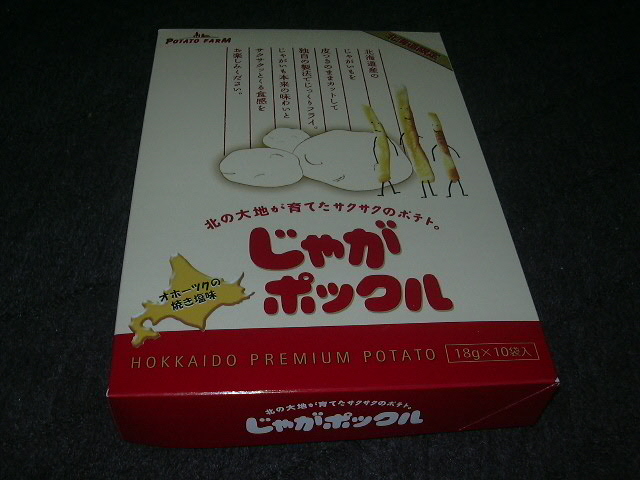 POTATO FARM
北海道限定
北海道産の
じゃがいもを
皮つきのままカットして
独自の製法でじっくりフライ。
じゃがいも本来の味わいと
サクサクッとくる食感を
お楽しみください。
北の大地が育てたサクサクのポテト。
じゃが
ポックル
オホーツクの
焼き塩味
HOKKAIDO PREMIUM POTATO 18g×10袋入
北の大地が育てたサクサクのポテト。
じゃがポックル